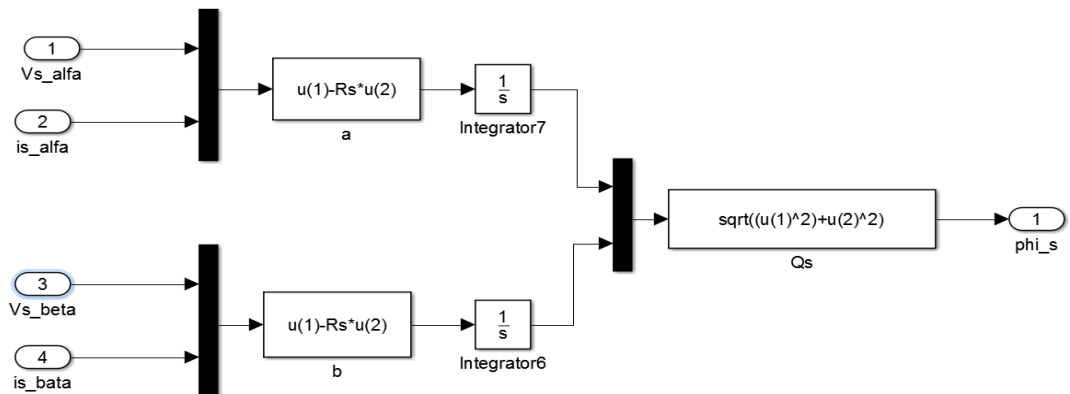 1
Vs_alfa
2
is_alfa
u(1)-Rs*u(2)
a
1
s
Integrator7
3
Vs_beta
4
is_bata
u(1)-Rs*u(2)
b
1
s
Integrator6
sqrt((u(1)^2)+u(2)^2)
Qs
1
phi_s